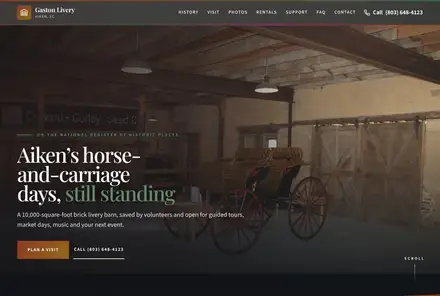 Gaston Livery
AIKEN, SC
HISTORY VISIT PHOTOS RENTALS SUPPORT FAQ CONTACT Call (803) 648-4123
ON THE NATIONAL REGISTER OF HISTORIC PLACES
Aiken's horse-
and-carriage
days, still standing
A 10,000-square-foot brick livery barn, saved by volunteers and open for guided tours,
market days, music and your next event.
PLAN A VISIT CALL (803) 648-4123
SCROLL